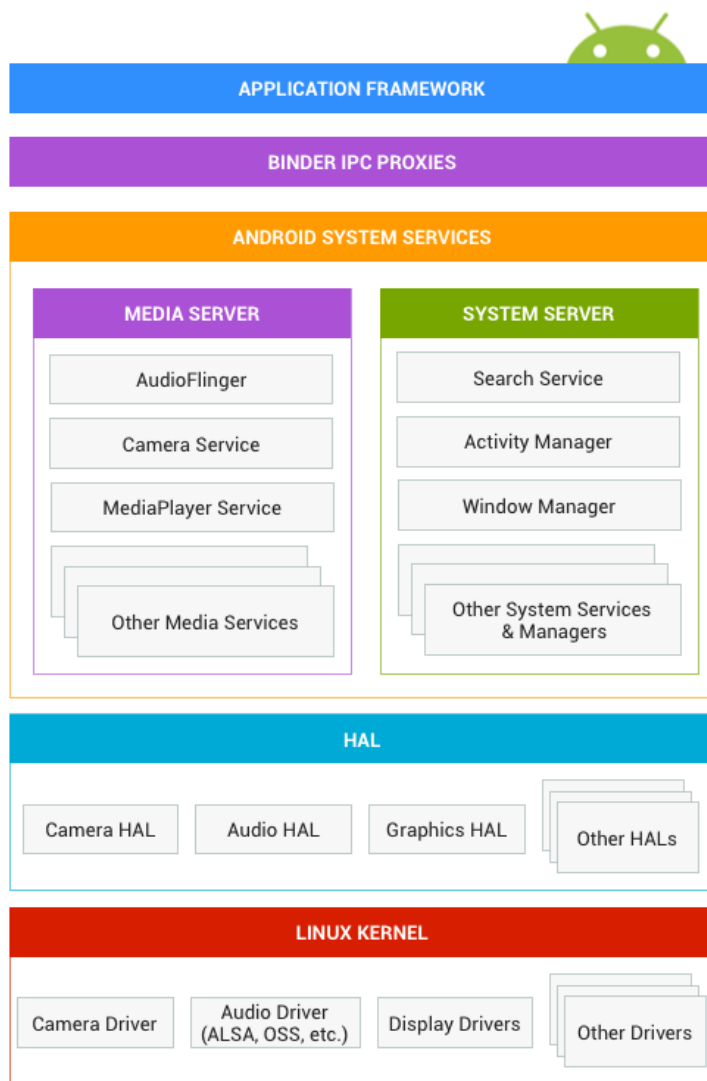 APPLICATION FRAMEWORK
BINDER IPC PROXIES
ANDROID SYSTEM SERVICES
MEDIA SERVER
AudioFlinger
Camera Service
MediaPlayer Service
Other Media Services
SYSTEM SERVER
Search Service
Activity Manager
Window Manager
Other System Services
& Managers
HAL
Camera HAL
Audio HAL
Graphics HAL
Other HALs
LINUX KERNEL
Camera Driver
Audio Driver
(ALSA, OSS, etc.)
Display Drivers
Other Drivers